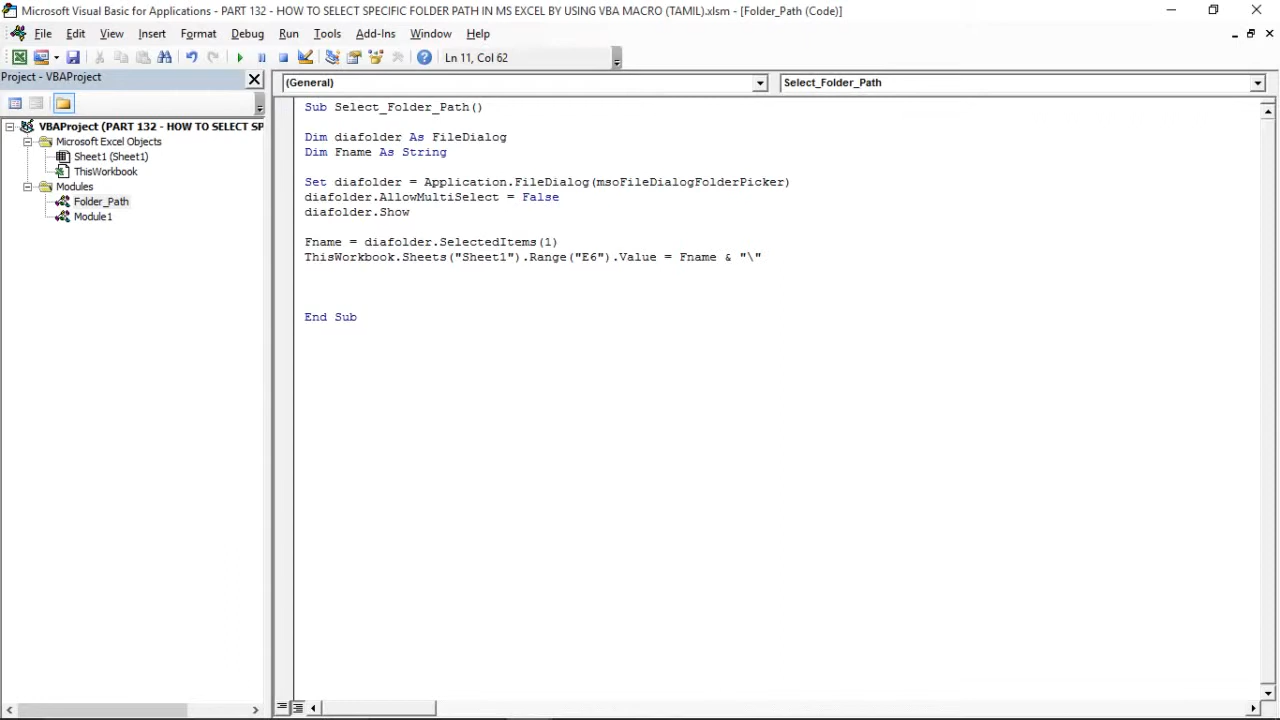 Microsoft Visual Basic for Applications - PART 132 - HOW TO SELECT SPECIFIC FOLDER PATH IN MS EXCEL BY USING VBA MACRO (TAMIL).xlsm - [Folder_Path (Code)]
File Edit View Insert Format Debug Run Tools Add-Ins Window Help
Ln 11, Col 62
Project - VBAProject
(General) Select_Folder_Path
VBAProject (PART 132 - HOW TO SELECT SP
Microsoft Excel Objects
Sheet1 (Sheet1)
ThisWorkbook
Modules
Folder_Path
Module1
Sub Select_Folder_Path()
Dim diafolder As FileDialog
Dim Fname As String
Set diafolder = Application.FileDialog(msoFileDialogFolderPicker)
diafolder.AllowMultiSelect = False
diafolder.Show
Fname = diafolder.SelectedItems(1)
ThisWorkbook.Sheets("Sheet1").Range("E6").Value = Fname & "\"
End Sub